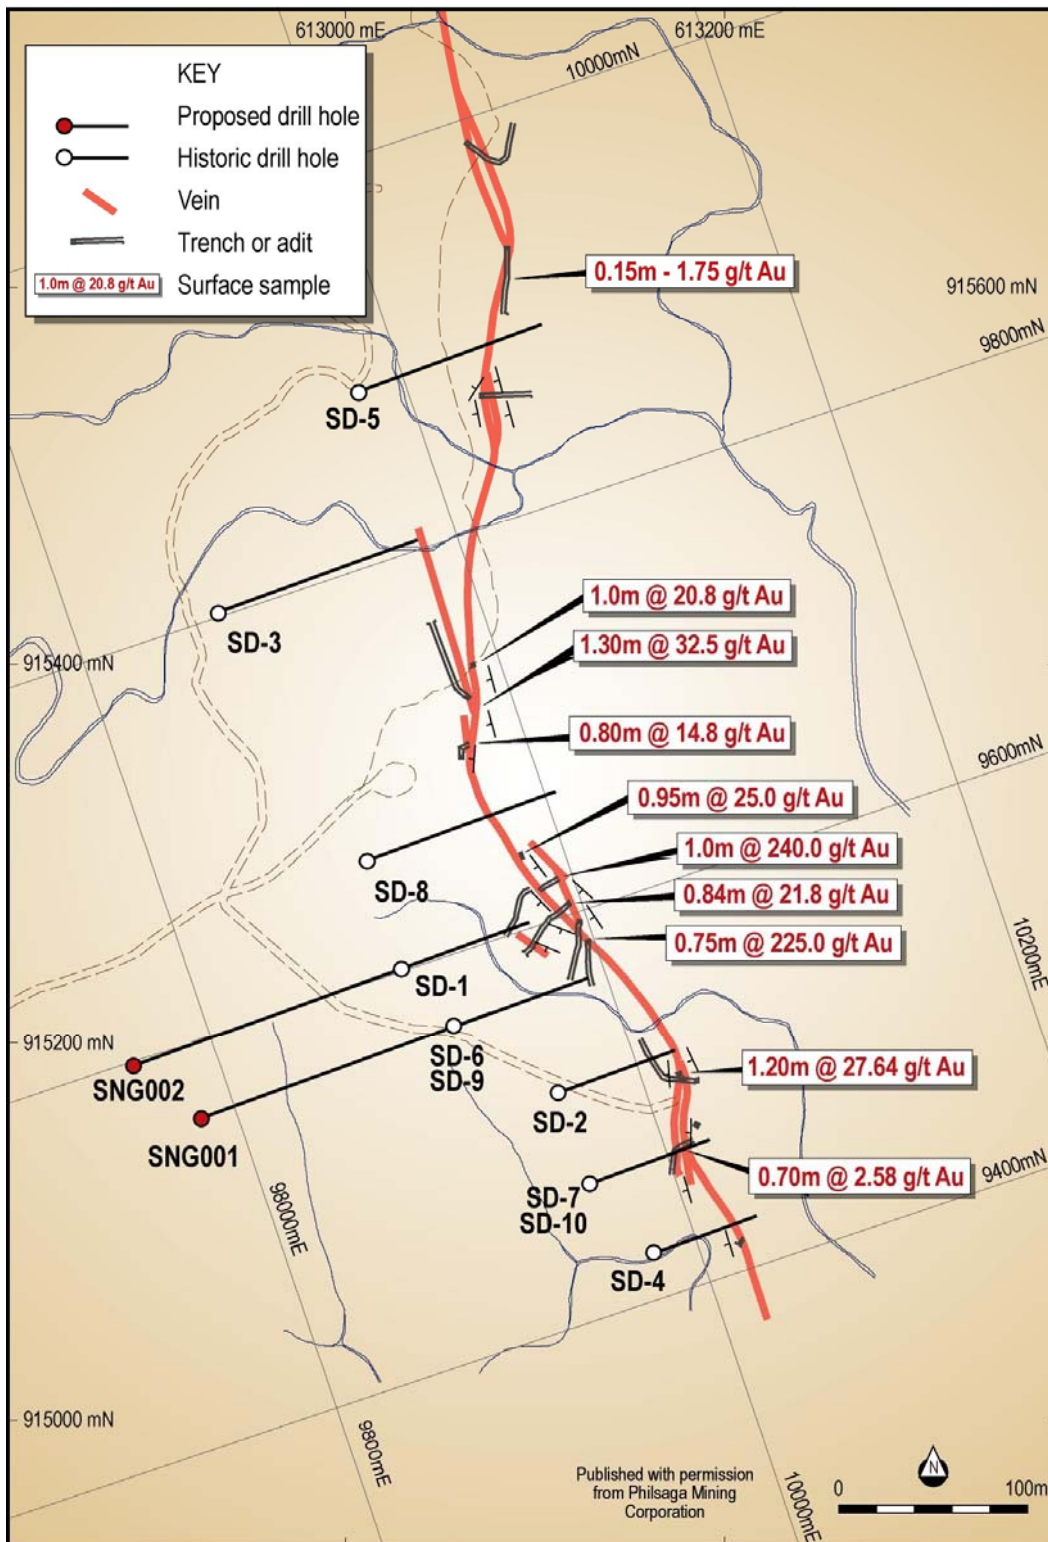 613000 mE
613200 mE
10000mN
KEY
Proposed drill hole
Historic drill hole
Vein
Trench or adit
1.0m @ 20.8 g/t Au
Surface sample
0.15m - 1.75 g/t Au
915600 mN
9800mN
SD-5
1.0m @ 20.8 g/t Au
SD-3
1.30m @ 32.5 g/t Au
915400 mN
0.80m @ 14.8 g/t Au
9600mN
0.95m @ 25.0 g/t Au
1.0m @ 240.0 g/t Au
SD-8
0.84m @ 21.8 g/t Au
10200mE
0.75m @ 225.0 g/t Au
SD-1
915200 mN
SD-6
SD-9
1.20m @ 27.64 g/t Au
SNG002
SD-2
SNG001
9400mN
0.70m @ 2.58 g/t Au
SD-7
SD-10
98000mE
SD-4
915000 mN
9800mE
10000mE
Published with permission
from Philsaga Mining
Corporation
N
0
100m